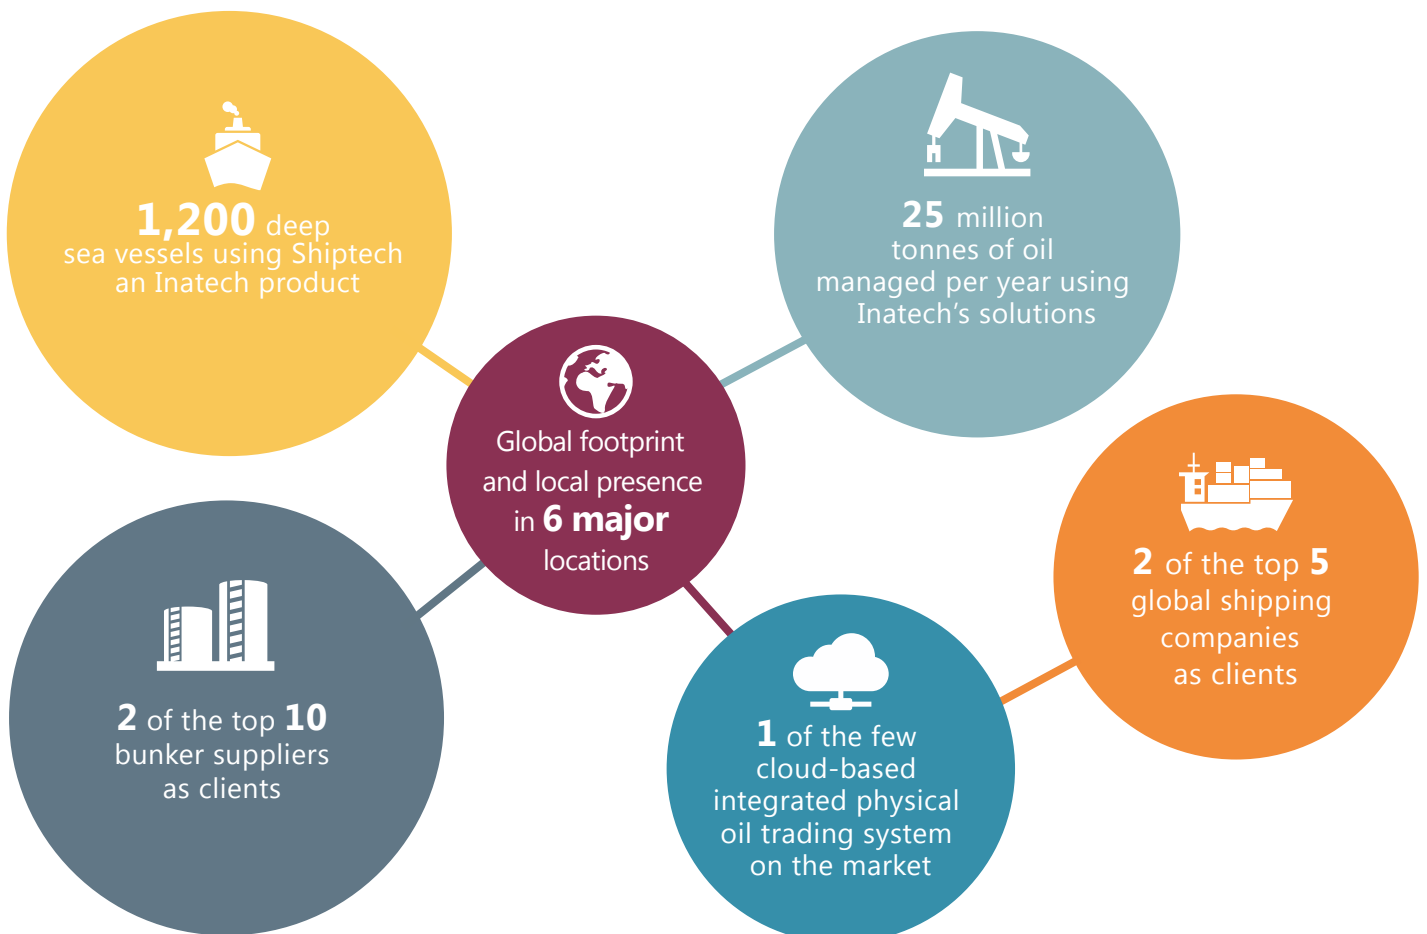 1,200 deep
sea vessels using Shiptech
an Inatech product
25 million
tonnes of oil
managed per year using
Inatech’s solutions
Global footprint
and local presence
in 6 major
locations
2 of the top 5
global shipping
companies
as clients
2 of the top 10
bunker suppliers
as clients
1 of the few
cloud-based
integrated physical
oil trading system
on the market